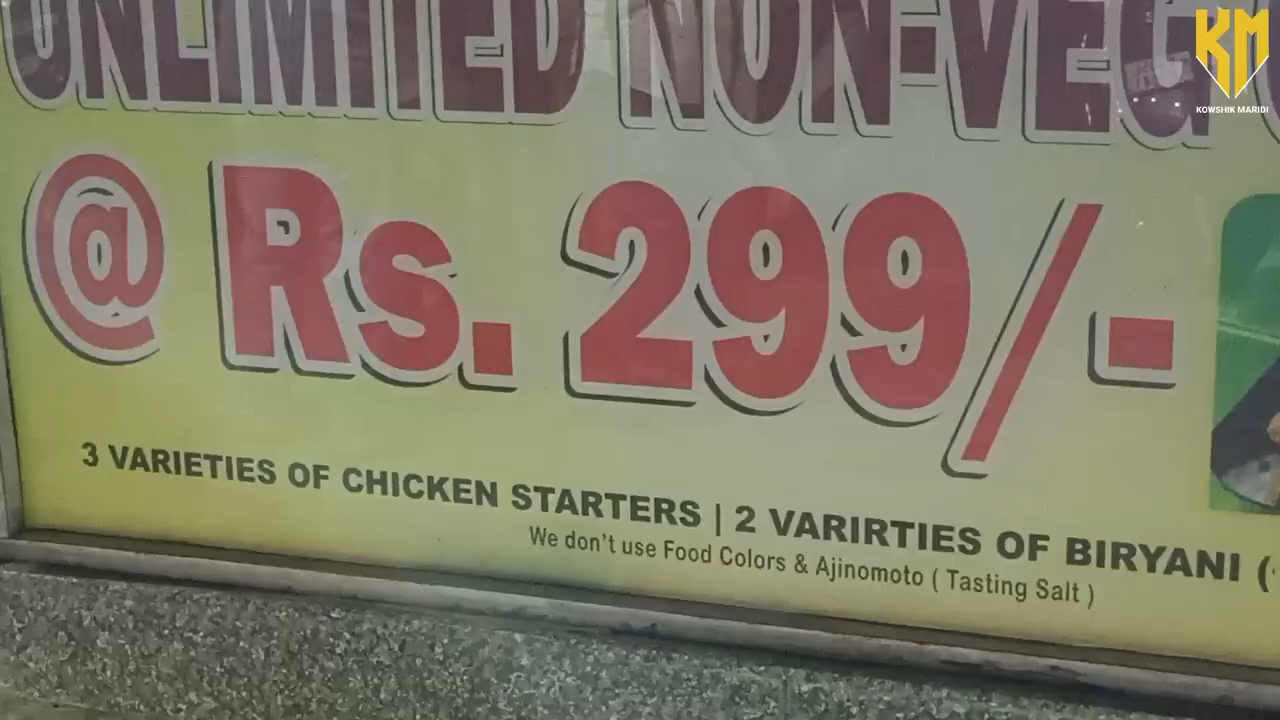 KM
KOWSHIK MARIDI
UNLIMITED NON-VEG
@ Rs. 299/-
3 VARIETIES OF CHICKEN STARTERS | 2 VARIRTIES OF BIRYANI (
We don't use Food Colors & Ajinomoto ( Tasting Salt )